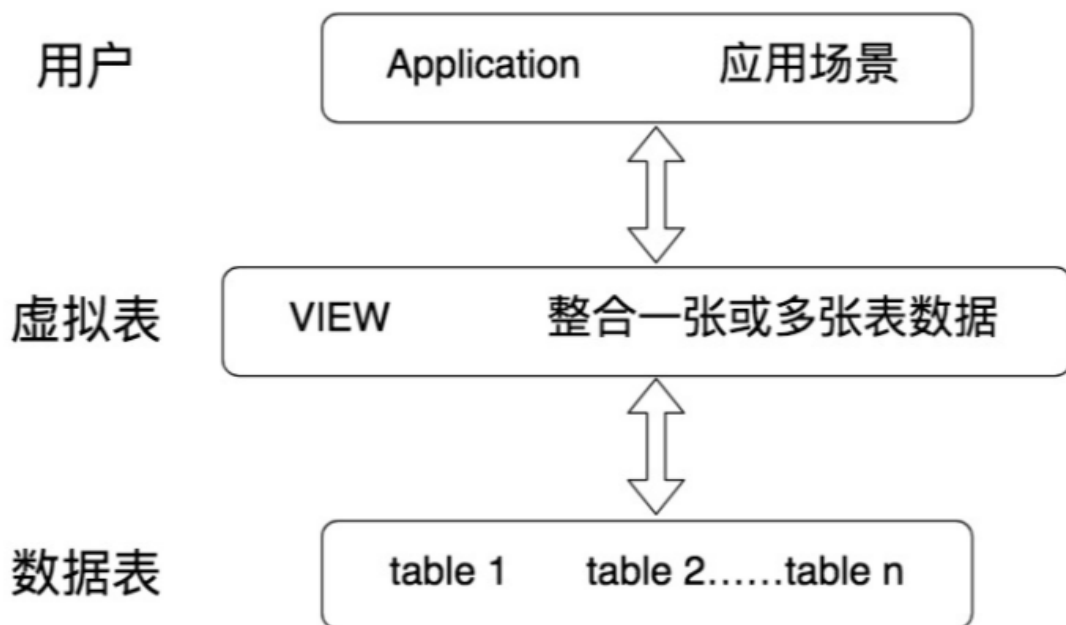 用户 Application 应用场景
虚拟表 VIEW 整合一张或多张表数据
数据表 table 1 table 2……table n